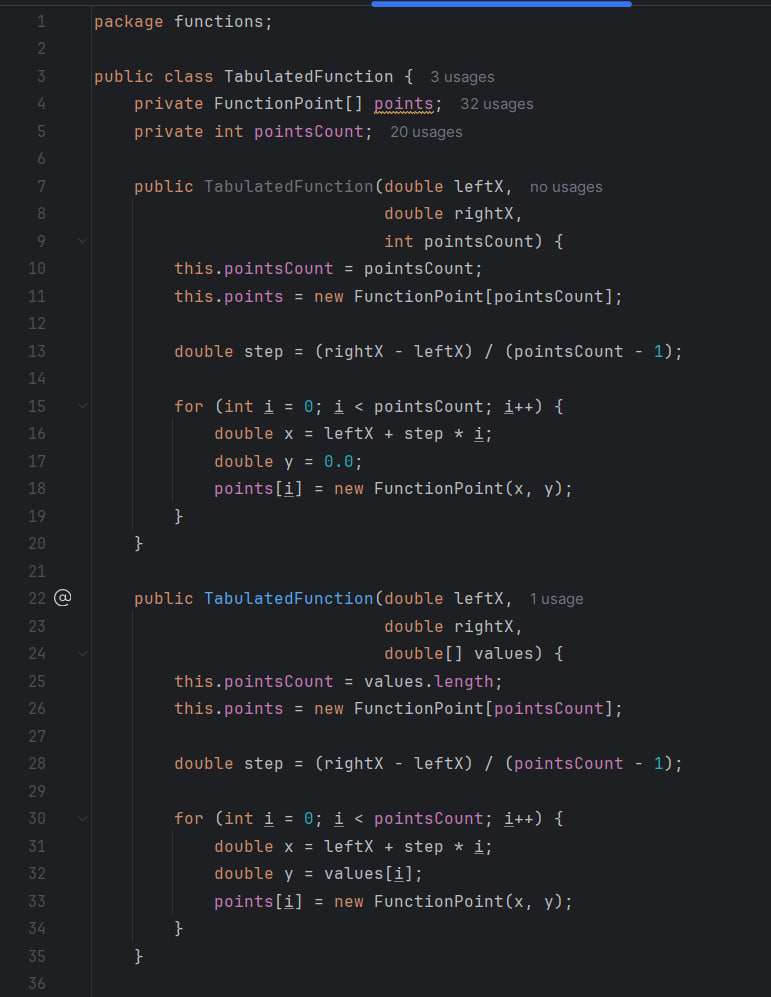 1 package functions;
2
3 public class TabulatedFunction { 3 usages
4     private FunctionPoint[] points; 32 usages
5     private int pointsCount; 20 usages
6
7     public TabulatedFunction(double leftX, no usages
8                              double rightX,
9                              int pointsCount) {
10         this.pointsCount = pointsCount;
11         this.points = new FunctionPoint[pointsCount];
12
13         double step = (rightX - leftX) / (pointsCount - 1);
14
15         for (int i = 0; i < pointsCount; i++) {
16             double x = leftX + step * i;
17             double y = 0.0;
18             points[i] = new FunctionPoint(x, y);
19         }
20     }
21
22 @ public TabulatedFunction(double leftX, 1 usage
23                              double rightX,
24                              double[] values) {
25         this.pointsCount = values.length;
26         this.points = new FunctionPoint[pointsCount];
27
28         double step = (rightX - leftX) / (pointsCount - 1);
29
30         for (int i = 0; i < pointsCount; i++) {
31             double x = leftX + step * i;
32             double y = values[i];
33             points[i] = new FunctionPoint(x, y);
34         }
35     }
36